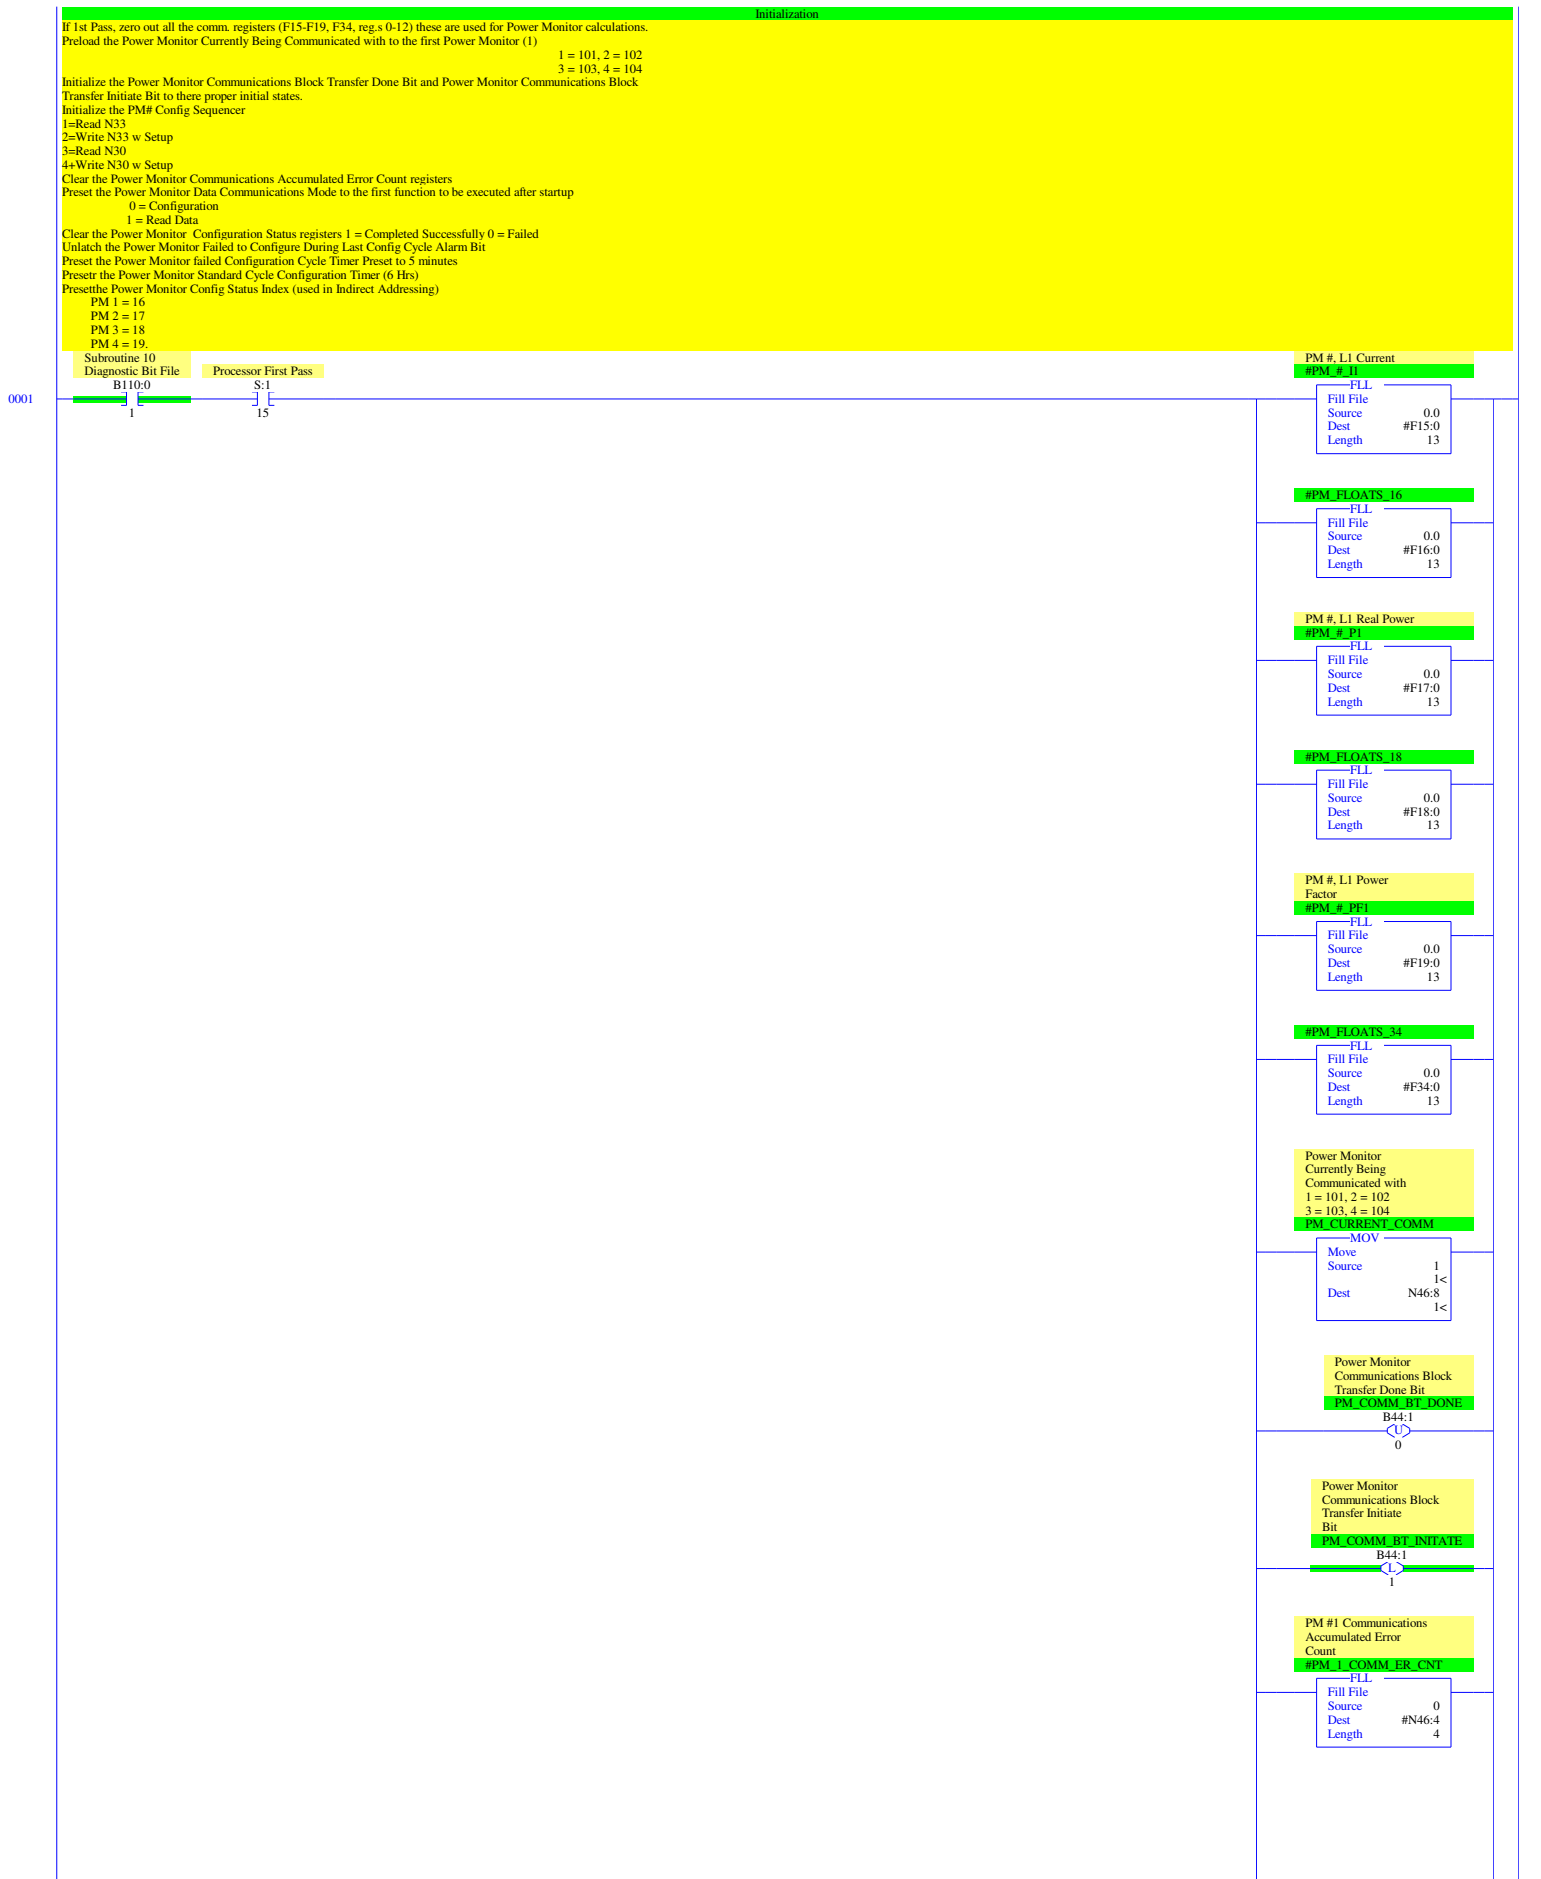 Initialization
If 1st Pass, zero out all the comm. registers (F15-F19, F34, reg.s 0-12) these are used for Power Monitor calculations.
Preload the Power Monitor Currently Being Communicated with to the first Power Monitor (1)
1 = 101, 2 = 102
3 = 103, 4 = 104
Initialize the Power Monitor Communications Block Transfer Done Bit and Power Monitor Communications Block
Transfer Initiate Bit to there proper initial states.
Initialize the PM# Config Sequencer
1=Read N33
2=Write N33 w Setup
3=Read N30
4+Write N30 w Setup
Clear the Power Monitor Communications Accumulated Error Count registers
Preset the Power Monitor Data Communications Mode to the first function to be executed after startup
0 = Configuration
1 = Read Data
Clear the Power Monitor  Configuration Status registers 1 = Completed Successfully 0 = Failed
Unlatch the Power Monitor Failed to Configure During Last Config Cycle Alarm Bit
Preset the Power Monitor failed Configuration Cycle Timer Preset to 5 minutes
Presetr the Power Monitor Standard Cycle Configuration Timer (6 Hrs)
Presetthe Power Monitor Config Status Index (used in Indirect Addressing)
PM 1 = 16
PM 2 = 17
PM 3 = 18
PM 4 = 19.
Subroutine 10
Diagnostic Bit File
B110:0
1
Processor First Pass
S:1
15
0001
PM #, L1 Current
#PM_#_I1
FLL
Fill File
Source 0.0
Dest #F15:0
Length 13
#PM_FLOATS_16
FLL
Fill File
Source 0.0
Dest #F16:0
Length 13
PM #, L1 Real Power
#PM_#_P1
FLL
Fill File
Source 0.0
Dest #F17:0
Length 13
#PM_FLOATS_18
FLL
Fill File
Source 0.0
Dest #F18:0
Length 13
PM #, L1 Power
Factor
#PM_#_PF1
FLL
Fill File
Source 0.0
Dest #F19:0
Length 13
#PM_FLOATS_34
FLL
Fill File
Source 0.0
Dest #F34:0
Length 13
Power Monitor
Currently Being
Communicated with
1 = 101, 2 = 102
3 = 103, 4 = 104
PM_CURRENT_COMM
MOV
Move
Source 1
1<
Dest N46:8
1<
Power Monitor
Communications Block
Transfer Done Bit
PM_COMM_BT_DONE
B44:1
U
0
Power Monitor
Communications Block
Transfer Initiate
Bit
PM_COMM_BT_INITATE
B44:1
L
1
PM #1 Communications
Accumulated Error
Count
#PM_1_COMM_ER_CNT
FLL
Fill File
Source 0
Dest #N46:4
Length 4